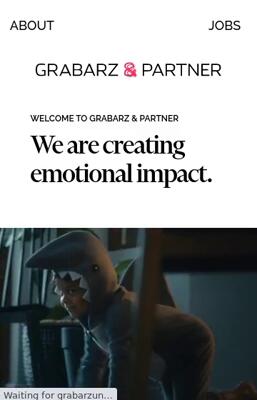 ABOUT JOBS
GRABARZ & PARTNER
WELCOME TO GRABARZ & PARTNER
We are creating
emotional impact.
Waiting for grabarzun...